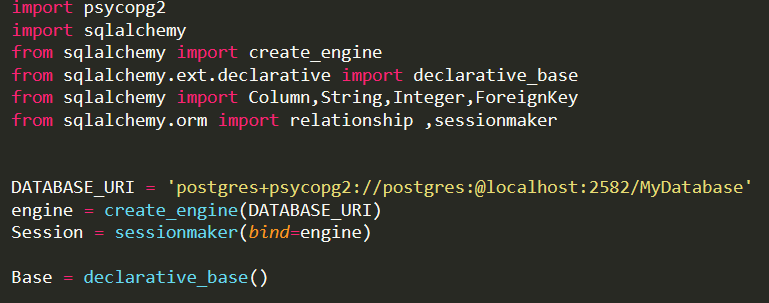 import psycopg2
import sqlalchemy
from sqlalchemy import create_engine
from sqlalchemy.ext.declarative import declarative_base
from sqlalchemy import Column,String,Integer,ForeignKey
from sqlalchemy.orm import relationship ,sessionmaker
DATABASE_URI = 'postgres+psycopg2://postgres:@localhost:2582/MyDatabase'
engine = create_engine(DATABASE_URI)
Session = sessionmaker(bind=engine)
Base = declarative_base()